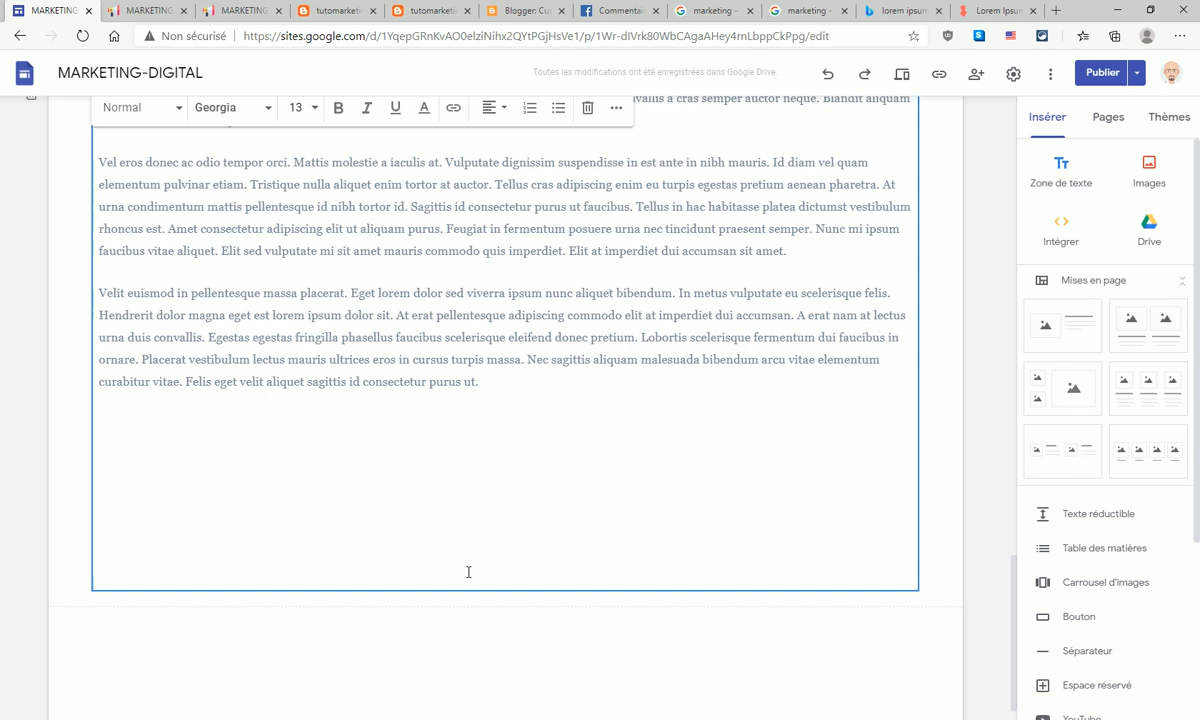 MARKETING
MARKETING
MARKETING
tutomarketin
tutomarketin
Blogger: Cus
Commentai
marketing –
marketing -
lorem ipsum
Lorem Ipsum
Non sécurisé
https://sites.google.com/d/1YqepGRnKvAO0elziNihx2QYtPGjHsVe1/p/1Wr-dIVrk80WbCAgaAHey4rnLbppCkPpg/edit
MARKETING-DIGITAL
Toutes les modifications ont été enregistrées dans Google Drive.
Publier
Normal
Georgia
13
vallis a cras semper auctor neque. Blandit aliquam
Vel eros donec ac odio tempor orci. Mattis molestie a iaculis at. Vulputate dignissim suspendisse in est ante in nibh mauris. Id diam vel quam
elementum pulvinar etiam. Tristique nulla aliquet enim tortor at auctor. Tellus cras adipiscing enim eu turpis egestas pretium aenean pharetra. At
urna condimentum mattis pellentesque id nibh tortor id. Sagittis id consectetur purus ut faucibus. Tellus in hac habitasse platea dictumst vestibulum
rhoncus est. Amet consectetur adipiscing elit ut aliquam purus. Feugiat in fermentum posuere urna nec tincidunt praesent semper. Nunc mi ipsum
faucibus vitae aliquet. Elit sed vulputate mi sit amet mauris commodo quis imperdiet. Elit at imperdiet dui accumsan sit amet.
Velit euismod in pellentesque massa placerat. Eget lorem dolor sed viverra ipsum nunc aliquet bibendum. In metus vulputate eu scelerisque felis.
Hendrerit dolor magna eget est lorem ipsum dolor sit. At erat pellentesque adipiscing commodo elit at imperdiet dui accumsan. A erat nam at lectus
urna duis convallis. Egestas egestas fringilla phasellus faucibus scelerisque eleifend donec pretium. Lobortis scelerisque fermentum dui faucibus in
ornare. Placerat vestibulum lectus mauris ultrices eros in cursus turpis massa. Nec sagittis aliquam malesuada bibendum arcu vitae elementum
curabitur vitae. Felis eget velit aliquet sagittis id consectetur purus ut.
Insérer
Pages
Thèmes
Zone de texte
Images
Intégrer
Drive
Mises en page
Texte réductible
Table des matières
Carrousel d'images
Bouton
Séparateur
Espace réservé
YouTube